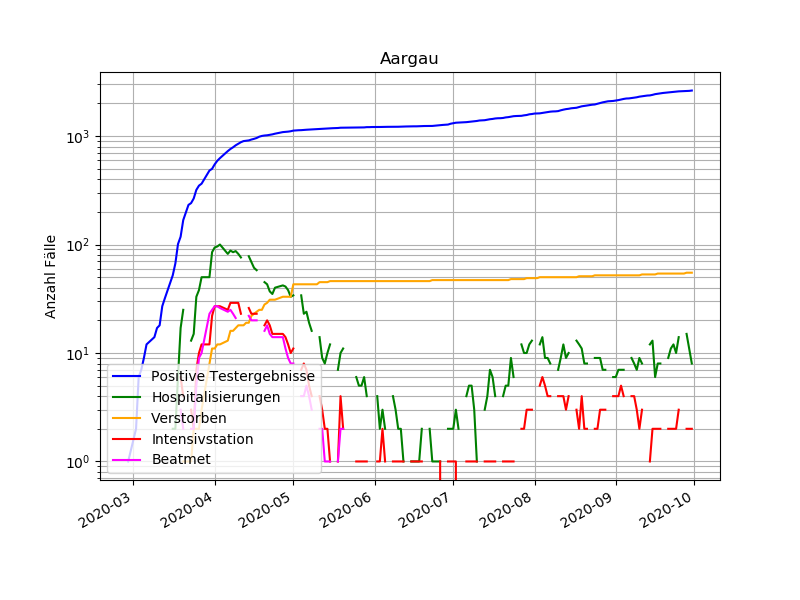 Aargau
Anzahl Fälle
10³
10²
10¹
10⁰
Positive Testergebnisse
Hospitalisierungen
Verstorben
Intensivstation
Beatmet
2020-03
2020-04
2020-05
2020-06
2020-07
2020-08
2020-09
2020-10